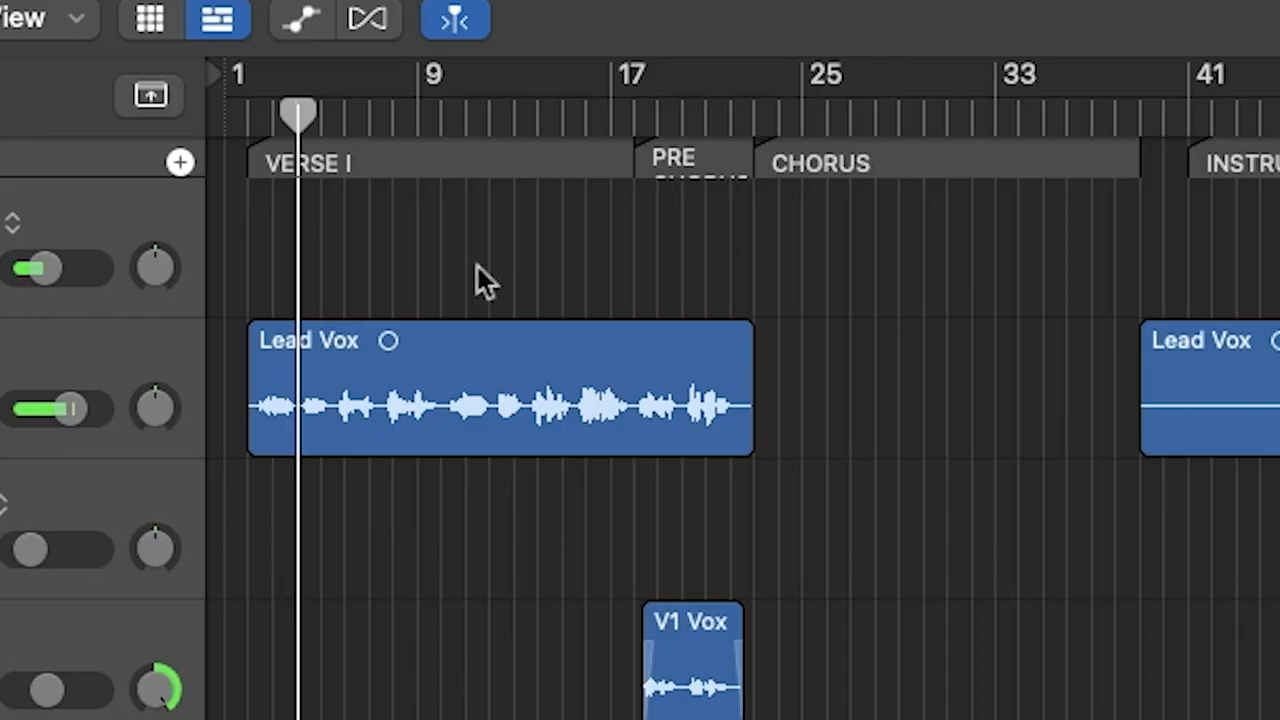 iew
1 9 17 25 33 41
VERSE I PRE CHORUS INSTRU
Lead Vox Lead Vox
V1 Vox